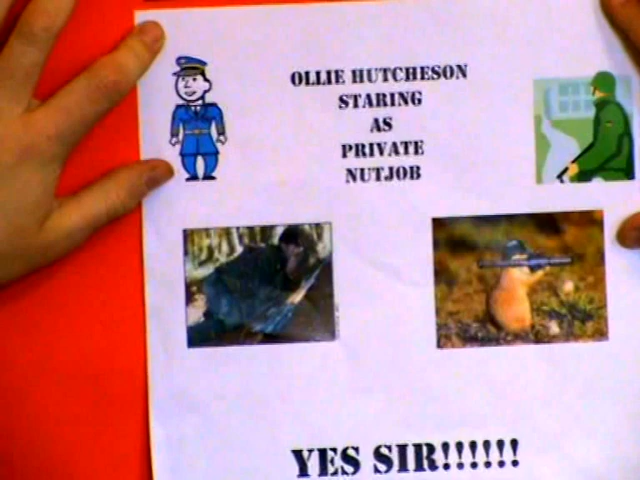 OLLIE HUTCHESON
STARING
AS
PRIVATE
NUTJOB
YES SIR!!!!!!